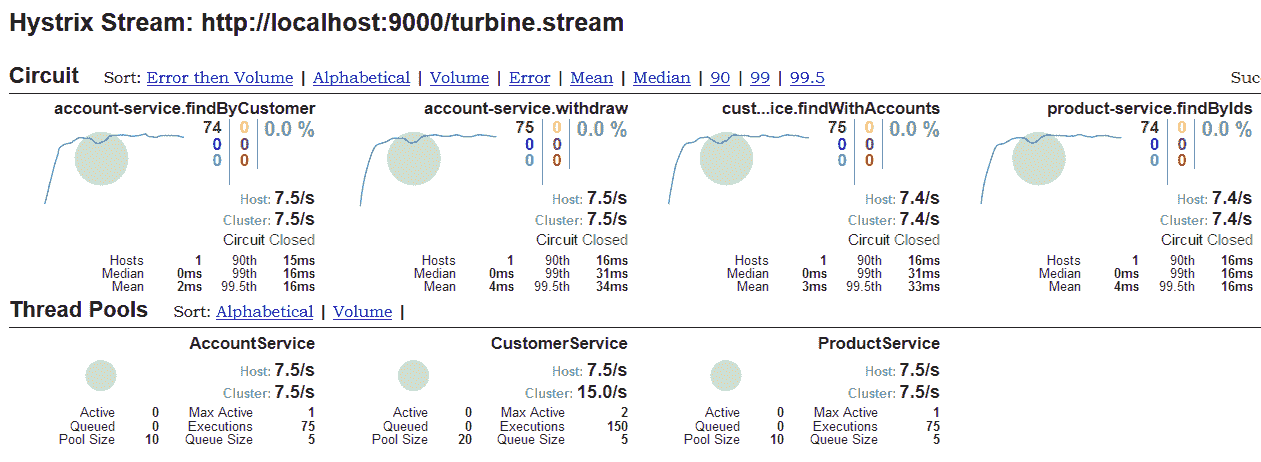 Hystrix Stream: http://localhost:9000/turbine.stream
Circuit Sort: Error then Volume | Alphabetical | Volume | Error | Mean | Median | 90 | 99 | 99.5 Suc
account-service.findByCustomer account-service.withdraw cust...ice.findWithAccounts product-service.findByIds
74 0 0.0 % 75 0 0.0 % 75 0 0.0 % 74 0 0.0 %
0 0 0 0 0 0 0 0
0 0 0 0 0 0 0 0
Host: 7.5/s Host: 7.5/s Host: 7.4/s Host: 7.4/s
Cluster: 7.5/s Cluster: 7.5/s Cluster: 7.4/s Cluster: 7.4/s
Circuit Closed Circuit Closed Circuit Closed Circuit Closed
Hosts 1 90th 15ms Hosts 1 90th 16ms Hosts 1 90th 16ms Hosts 1 90th 16ms
Median 0ms 99th 16ms Median 0ms 99th 31ms Median 0ms 99th 31ms Median 0ms 99th 16ms
Mean 2ms 99.5th 16ms Mean 4ms 99.5th 34ms Mean 3ms 99.5th 33ms Mean 4ms 99.5th 16ms
Thread Pools Sort: Alphabetical | Volume |
AccountService CustomerService ProductService
Host: 7.5/s Host: 7.5/s Host: 7.5/s
Cluster: 7.5/s Cluster: 15.0/s Cluster: 7.5/s
Active 0 Max Active 1 Active 0 Max Active 2 Active 0 Max Active 1
Queued 0 Executions 75 Queued 0 Executions 150 Queued 0 Executions 75
Pool Size 10 Queue Size 5 Pool Size 20 Queue Size 5 Pool Size 10 Queue Size 5